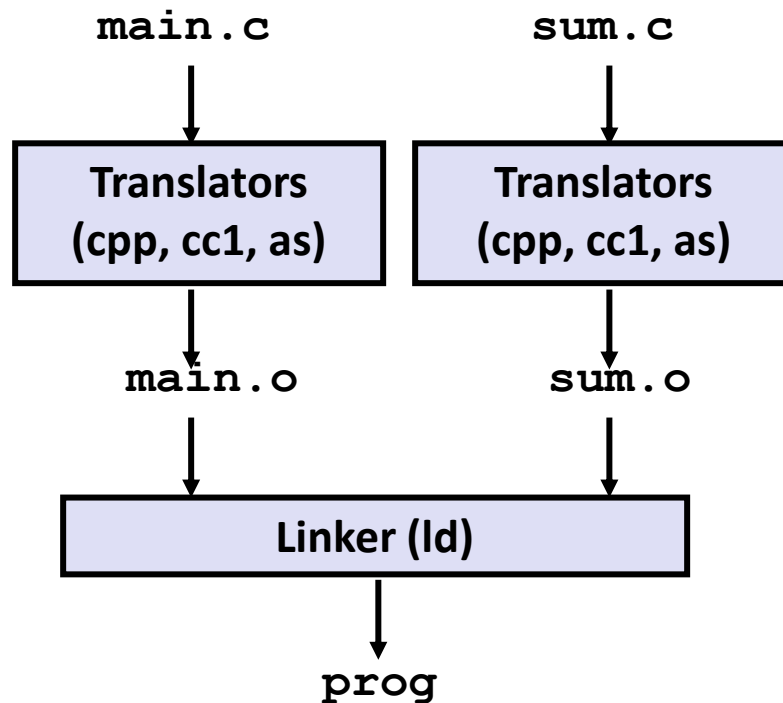 main.c
sum.c
Translators
(cpp, cc1, as)
Translators
(cpp, cc1, as)
main.o
sum.o
Linker (ld)
prog